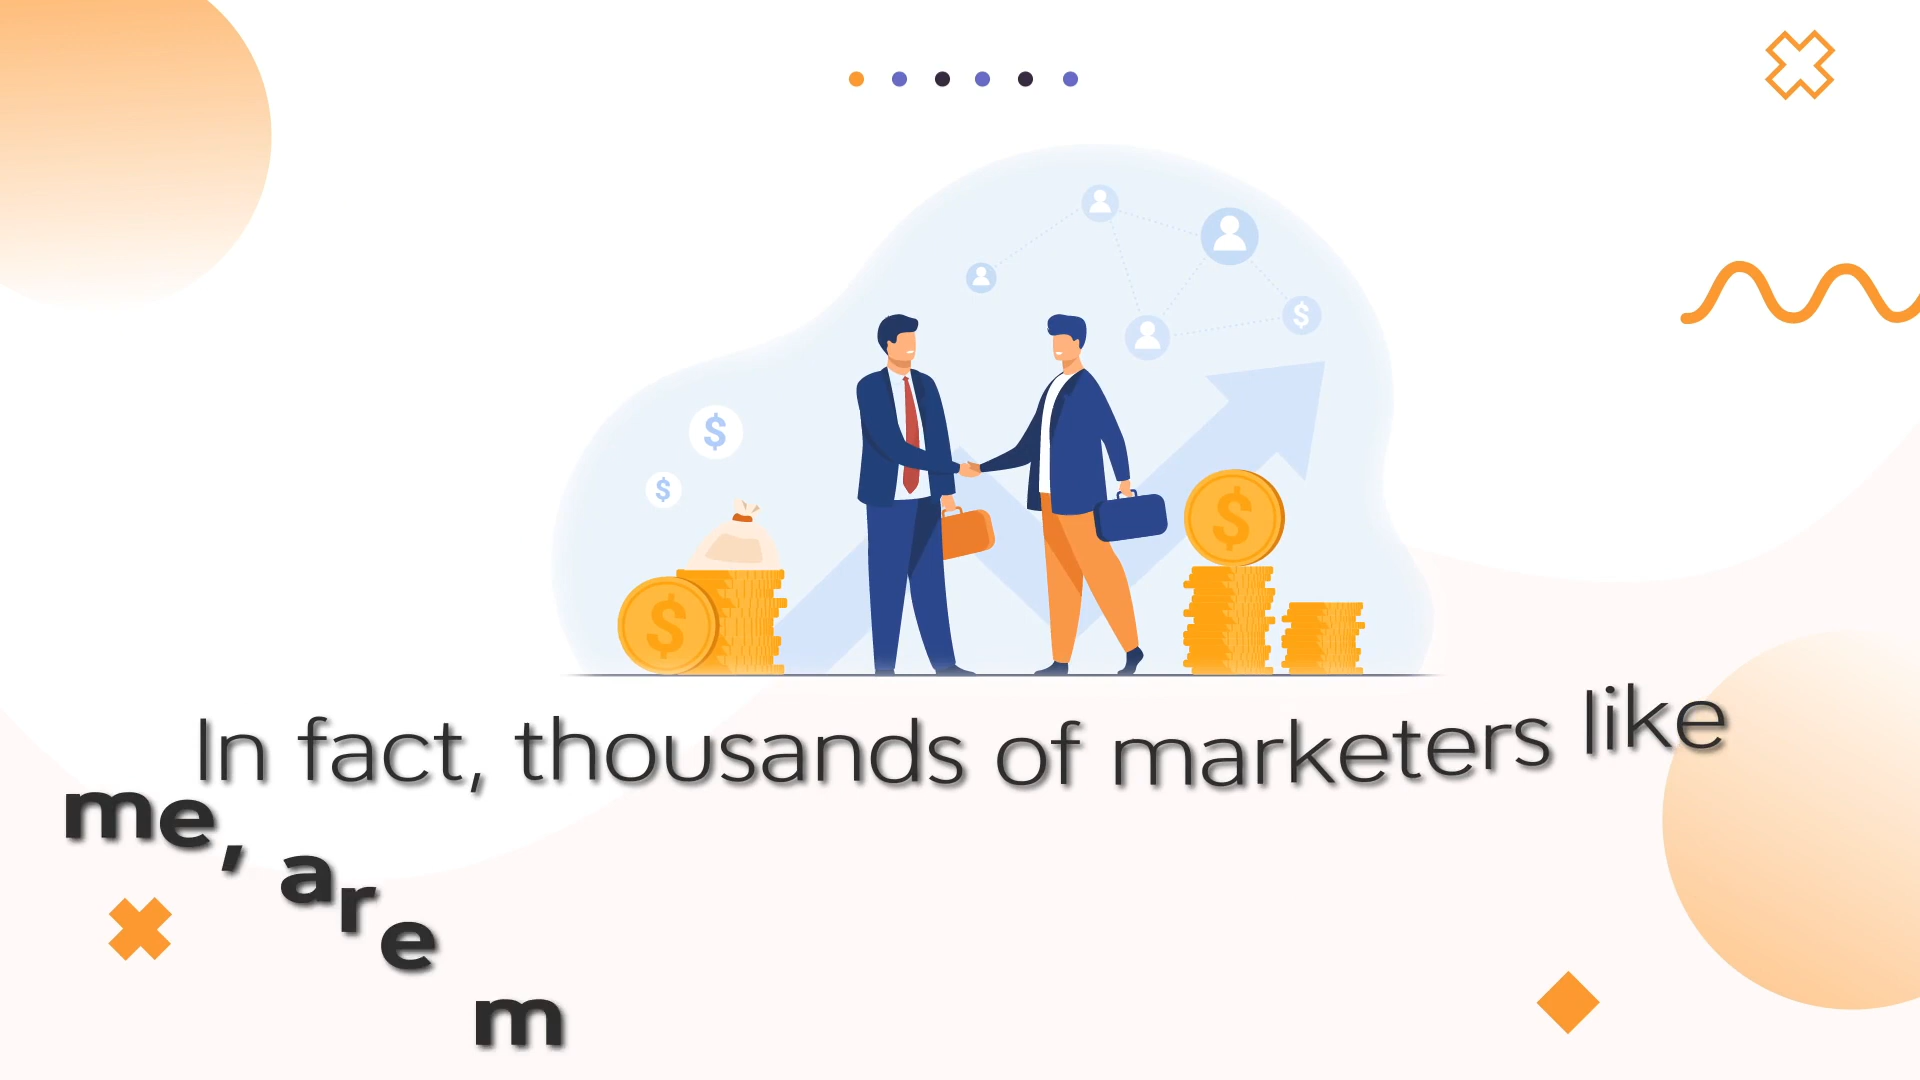 In fact, thousands of marketers like
me, are m